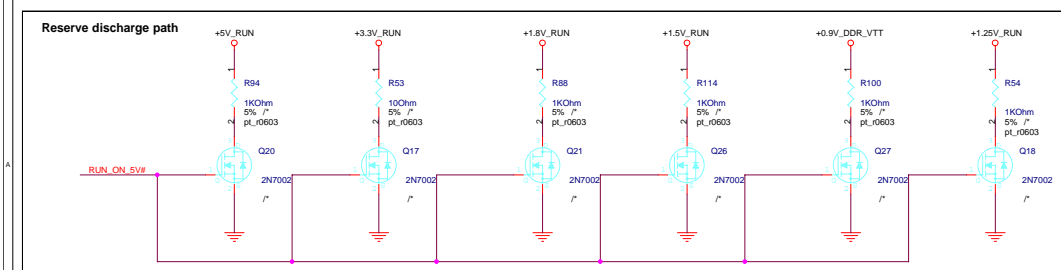 Reserve discharge path
+5V_RUN
+3.3V_RUN
+1.8V_RUN
+1.5V_RUN
+0.9V_DDR_VTT
+1.25V_RUN
1
1
1
1
1
1
R94
R53
R88
R114
R100
R54
1KOhm
10Ohm
1KOhm
1KOhm
1KOhm
1KOhm
5% /*
5% /*
5% /*
5% /*
5% /*
5% /*
pt_r0603
pt_r0603
pt_r0603
pt_r0603
pt_r0603
pt_r0603
2
2
2
2
2
2
Q20
Q17
Q21
Q26
Q27
Q18
A
RUN_ON_5V#
2N7002
2N7002
2N7002
2N7002
2N7002
2N7002
/*
/*
/*
/*
/*
/*